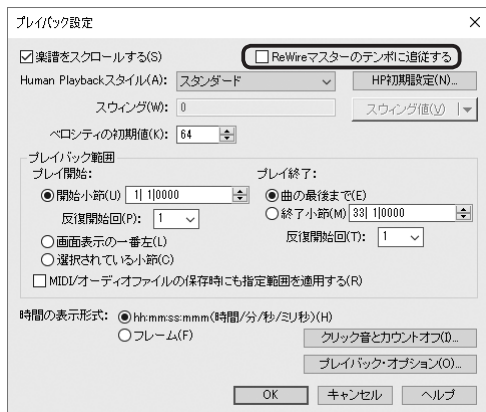 プレイバック設定
楽譜をスクロールする(S) ReWireマスターのテンポに追従する
Human Playbackスタイル(A): スタンダード HP初期設定(N)...
スウィング(W): 0 スウィング値(V)
ベロシティの初期値(K): 64
プレイバック範囲
プレイ開始: プレイ終了:
開始小節(U) 1| 1|0000 曲の最後まで(E)
終了小節(M) 33| 1|0000
反復開始回(P): 1 反復開始回(T): 1
画面表示の一番左(L)
選択されている小節(C)
MIDI/オーディオファイルの保存時にも指定範囲を適用する(R)
時間の表示形式: hh:mm:ss:mmm(時間/分/秒/ミリ秒)(H)
フレーム(F) クリック音とカウントオフ(I)...
プレイバック・オプション(O)...
OK キャンセル ヘルプ